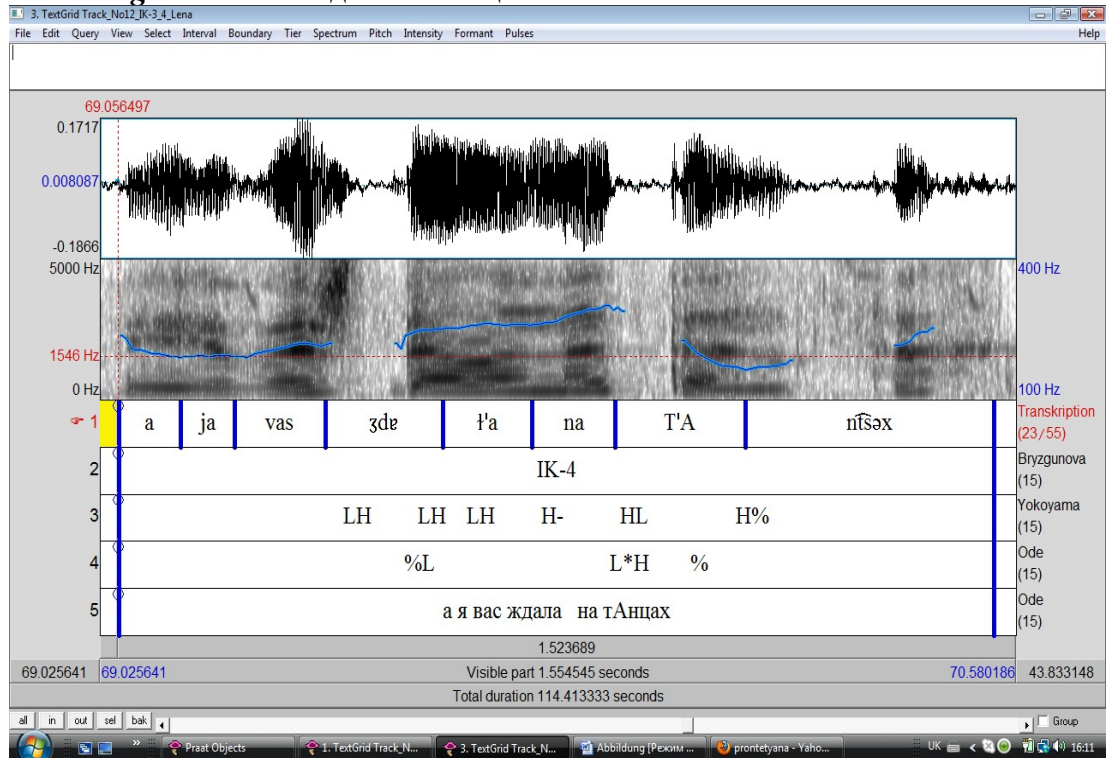 3. TextGrid Track_No12_IK-3_4_Lena
File Edit Query View Select Interval Boundary Tier Spectrum Pitch Intensity Formant Pulses Help
69.056497
0.1717
0.008087
-0.1866
5000 Hz 400 Hz
1546 Hz
0 Hz 100 Hz
1 a ja vas ʒdɐ ɫ'a na T'A nt͡səx Transkription (23/55)
2 IK-4 Bryzgunova (15)
3 LH LH LH H- HL H% Yokoyama (15)
4 %L L*H % Ode (15)
5 а я вас ждала на тАнцах Ode (15)
1.523689
69.025641 69.025641 Visible part 1.554545 seconds 70.580186 43.833148
Total duration 114.413333 seconds
all in out sel bak Group
Praat Objects 1. TextGrid Track_N... 3. TextGrid Track_N... Abbildung [Режим ... prontetyana - Yaho... UK 16:11